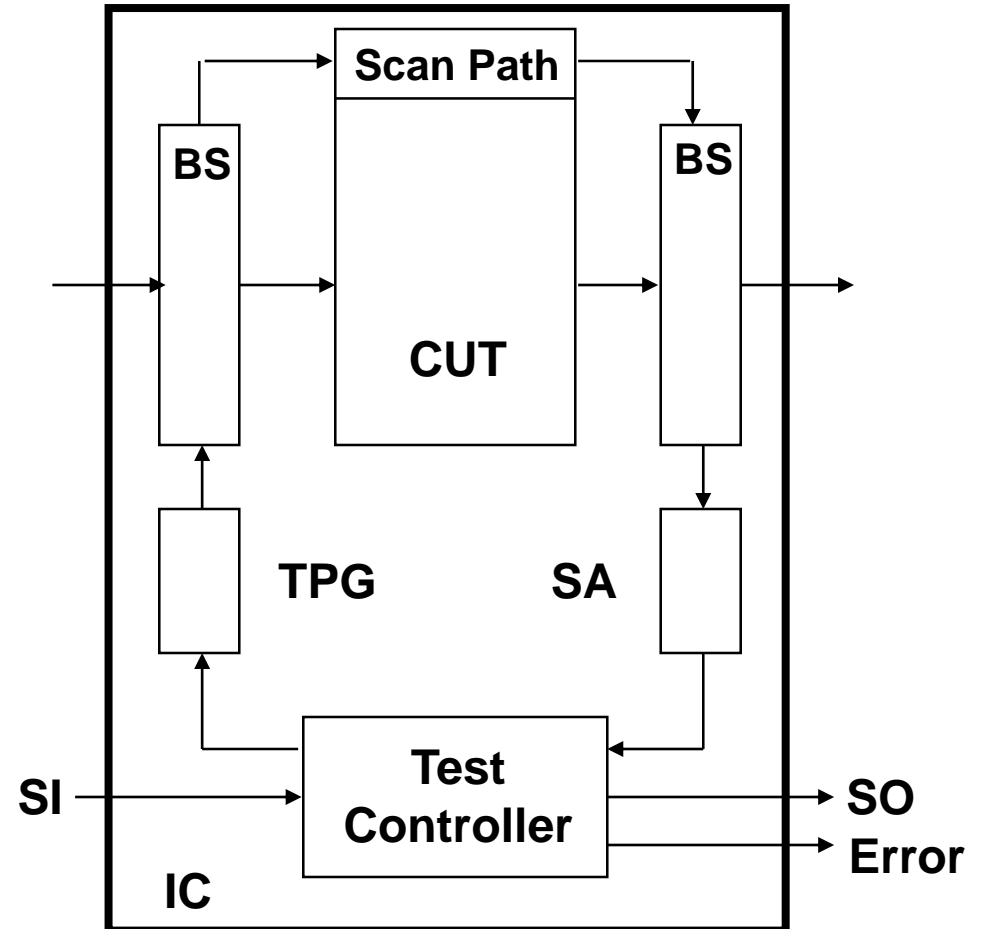 Scan Path
BS
BS
CUT
TPG
SA
Test
Controller
SI
SO
Error
IC